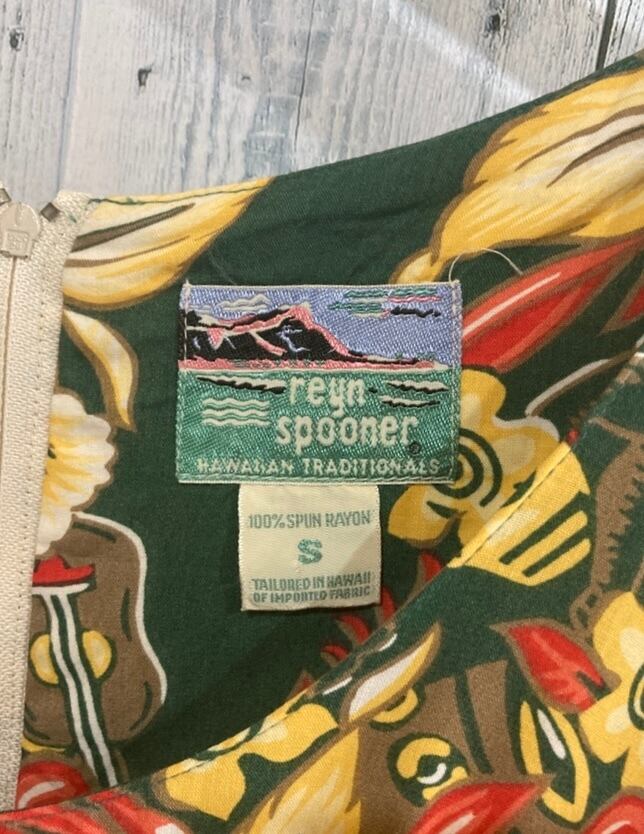 reyn
spooner®
HAWAIIAN TRADITIONALS
100% SPUN RAYON
S
TAILORED IN HAWAII
OF IMPORTED FABRIC